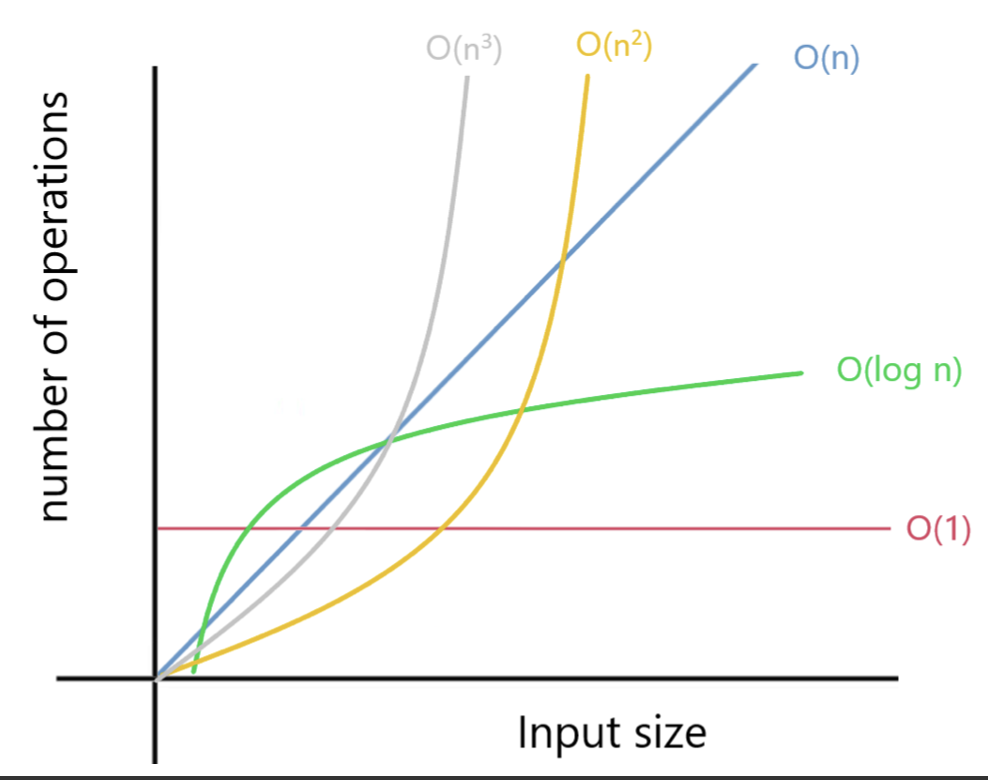 O(n³)
O(n²)
O(n)
number of operations
O(log n)
O(1)
Input size